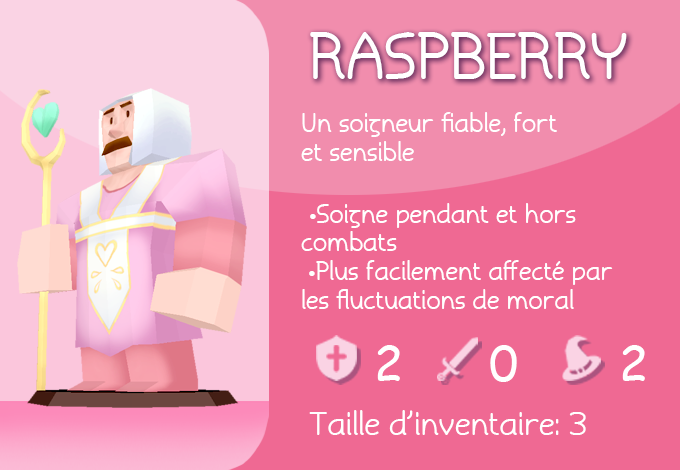 RASPBERRY
Un soigneur fiable, fort
et sensible
•Soigne pendant et hors
combats
•Plus facilement affecté par
les fluctuations de moral
2 0 2
Taille d'inventaire: 3